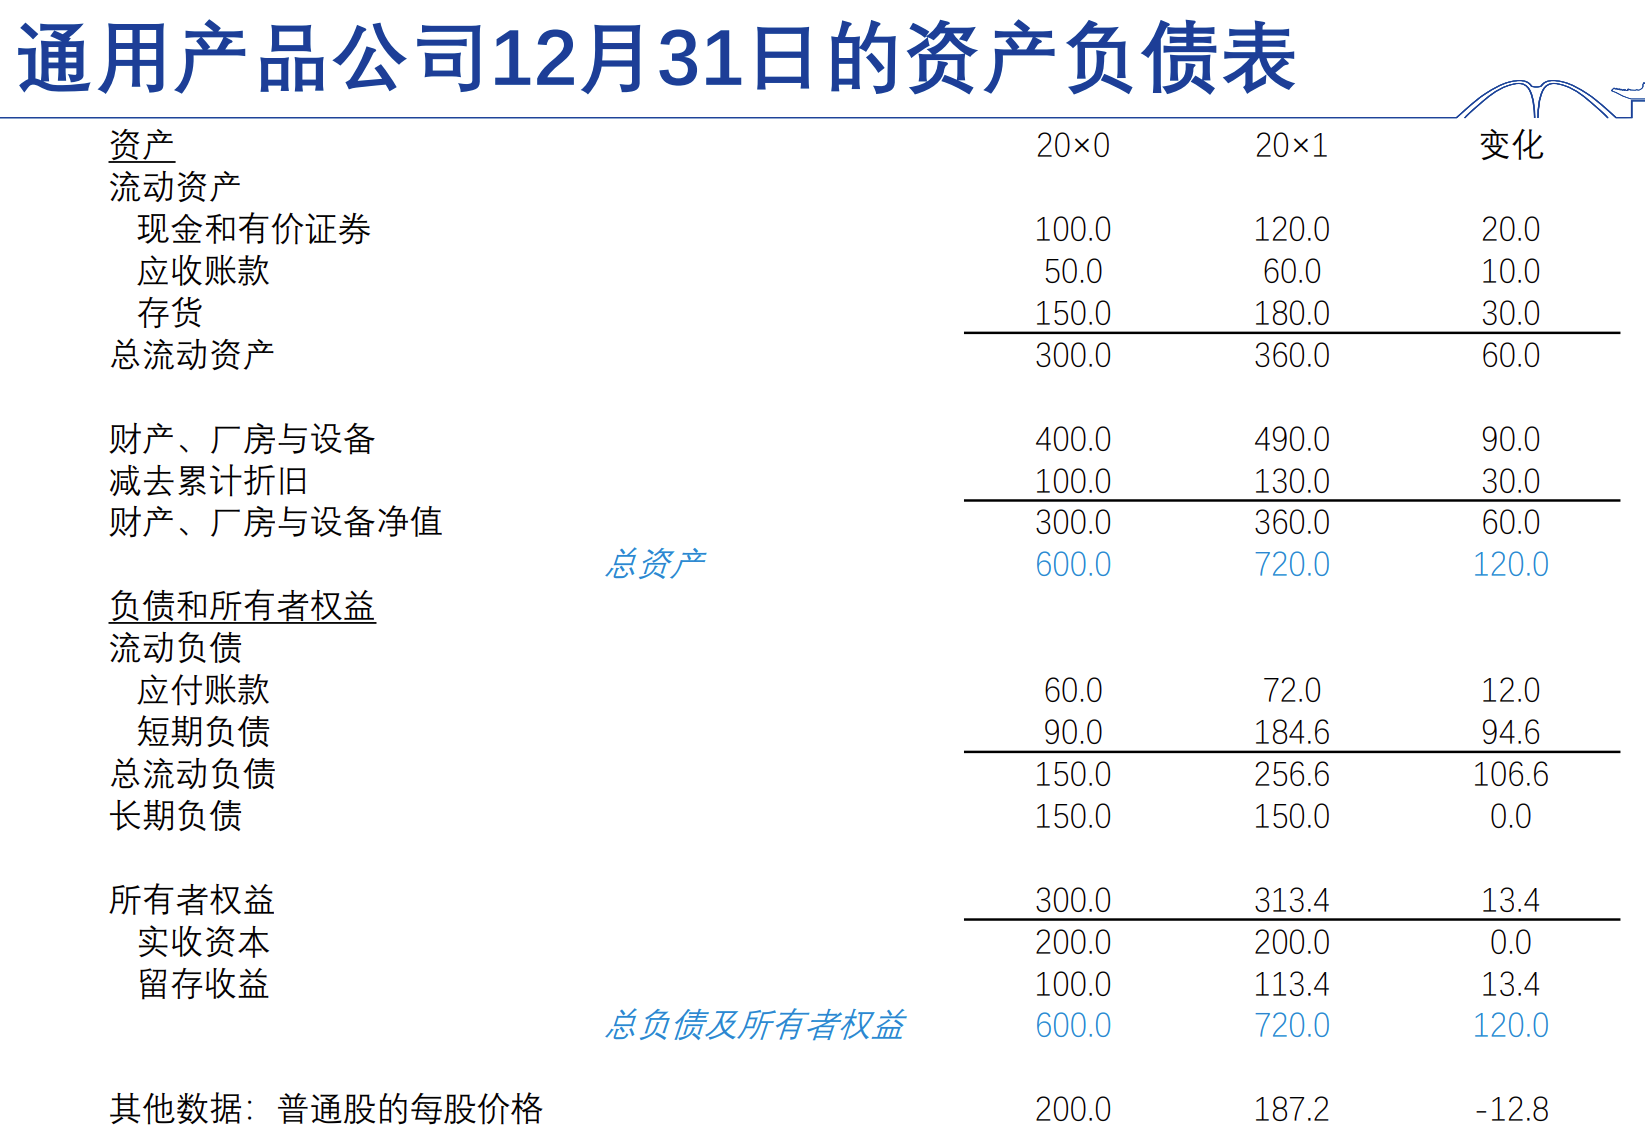 通用产品公司12月31日的资产负债表
资产 20×0 20×1 变化
流动资产
现金和有价证券 100.0 120.0 20.0
应收账款 50.0 60.0 10.0
存货 150.0 180.0 30.0
总流动资产 300.0 360.0 60.0
财产、厂房与设备 400.0 490.0 90.0
减去累计折旧 100.0 130.0 30.0
财产、厂房与设备净值 300.0 360.0 60.0
总资产 600.0 720.0 120.0
负债和所有者权益
流动负债
应付账款 60.0 72.0 12.0
短期负债 90.0 184.6 94.6
总流动负债 150.0 256.6 106.6
长期负债 150.0 150.0 0.0
所有者权益 300.0 313.4 13.4
实收资本 200.0 200.0 0.0
留存收益 100.0 113.4 13.4
总负债及所有者权益 600.0 720.0 120.0
其他数据：普通股的每股价格 200.0 187.2 -12.8